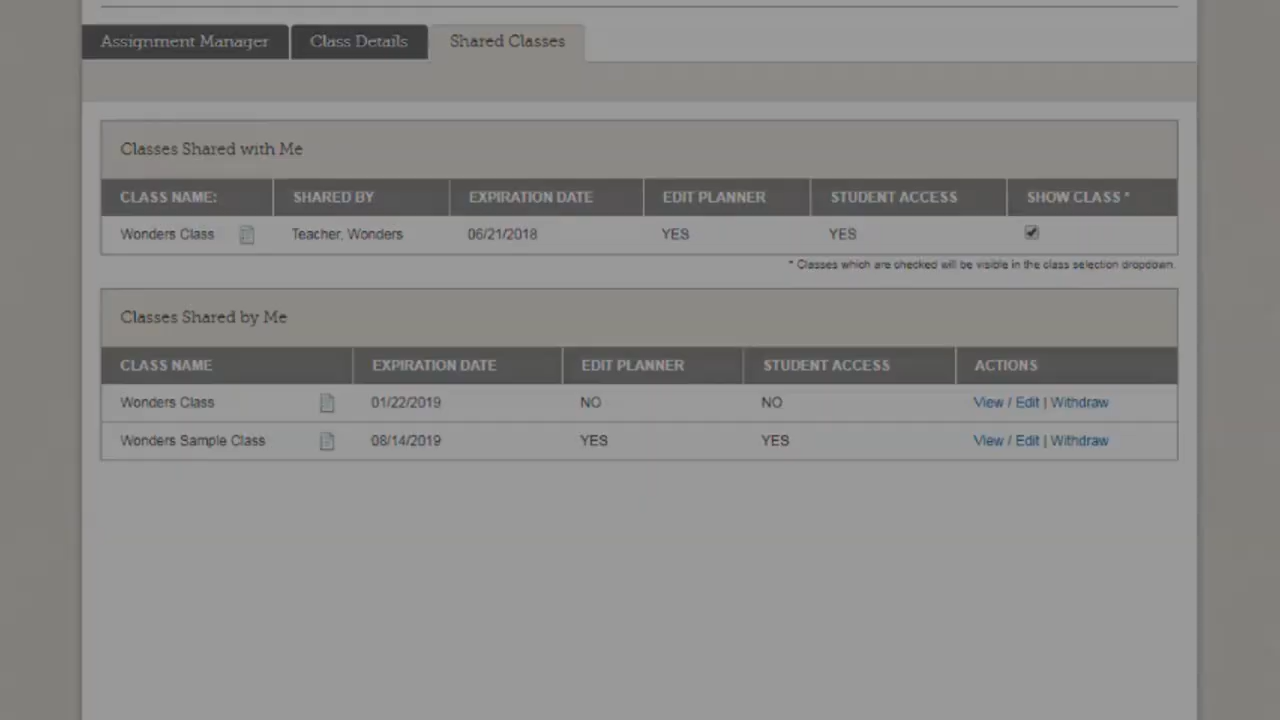 Assignment Manager Class Details Shared Classes
Classes Shared with Me
CLASS NAME: SHARED BY EXPIRATION DATE EDIT PLANNER STUDENT ACCESS SHOW CLASS *
Wonders Class Teacher, Wonders 06/21/2018 YES YES
* Classes which are checked will be visible in the class selection dropdown.
Classes Shared by Me
CLASS NAME EXPIRATION DATE EDIT PLANNER STUDENT ACCESS ACTIONS
Wonders Class 01/22/2019 NO NO View / Edit | Withdraw
Wonders Sample Class 08/14/2019 YES YES View / Edit | Withdraw